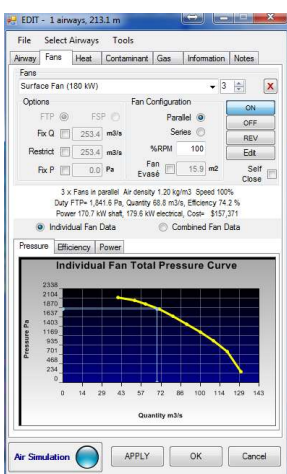 EDIT - 1 airways, 213.1 m
File Select Airways Tools
Airway Fans Heat Contaminant Gas Information Notes
Fans
Surface Fan (180 kW) 3 X
Options Fan Configuration ON
FTP FSP Parallel OFF
Fix Q 253.4 m3/s Series REV
Restrict 253.4 m3/s %RPM 100 Edit
Fix P 0.0 Pa Fan Evasé 15.9 m2 Self Close
3 x Fans in parallel Air density 1.20 kg/m3 Speed 100%
Duty FTP= 1,841.6 Pa, Quantity 68.8 m3/s, Efficiency 74.2 %
Power 170.7 kW shaft, 179.6 kW electrical, Cost= $157,371
Individual Fan Data Combined Fan Data
Pressure Efficiency Power
Individual Fan Total Pressure Curve
Pressure Pa
2338
2104
1870
1637
1403
1169
935
701
468
234
0
0 14 29 43 57 72 86 100 114 129 143
Quantity m3/s
Air Simulation APPLY OK Cancel